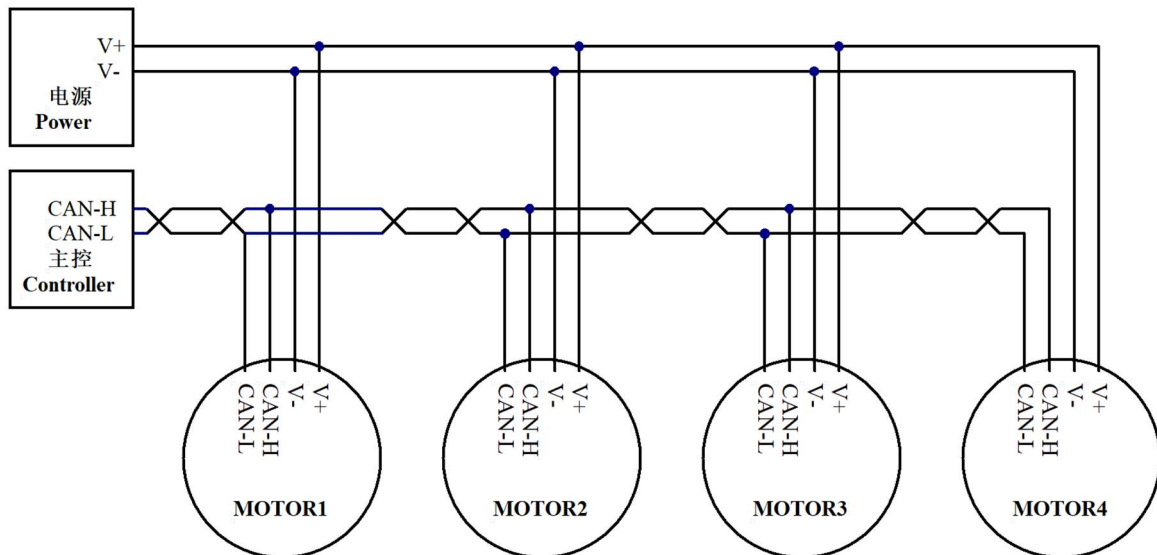 V+
V-
电源
Power
CAN-H
CAN-L
主控
Controller
CAN-L
CAN-H
V-
V+
MOTOR1
CAN-L
CAN-H
V-
V+
MOTOR2
CAN-L
CAN-H
V-
V+
MOTOR3
CAN-L
CAN-H
V-
V+
MOTOR4